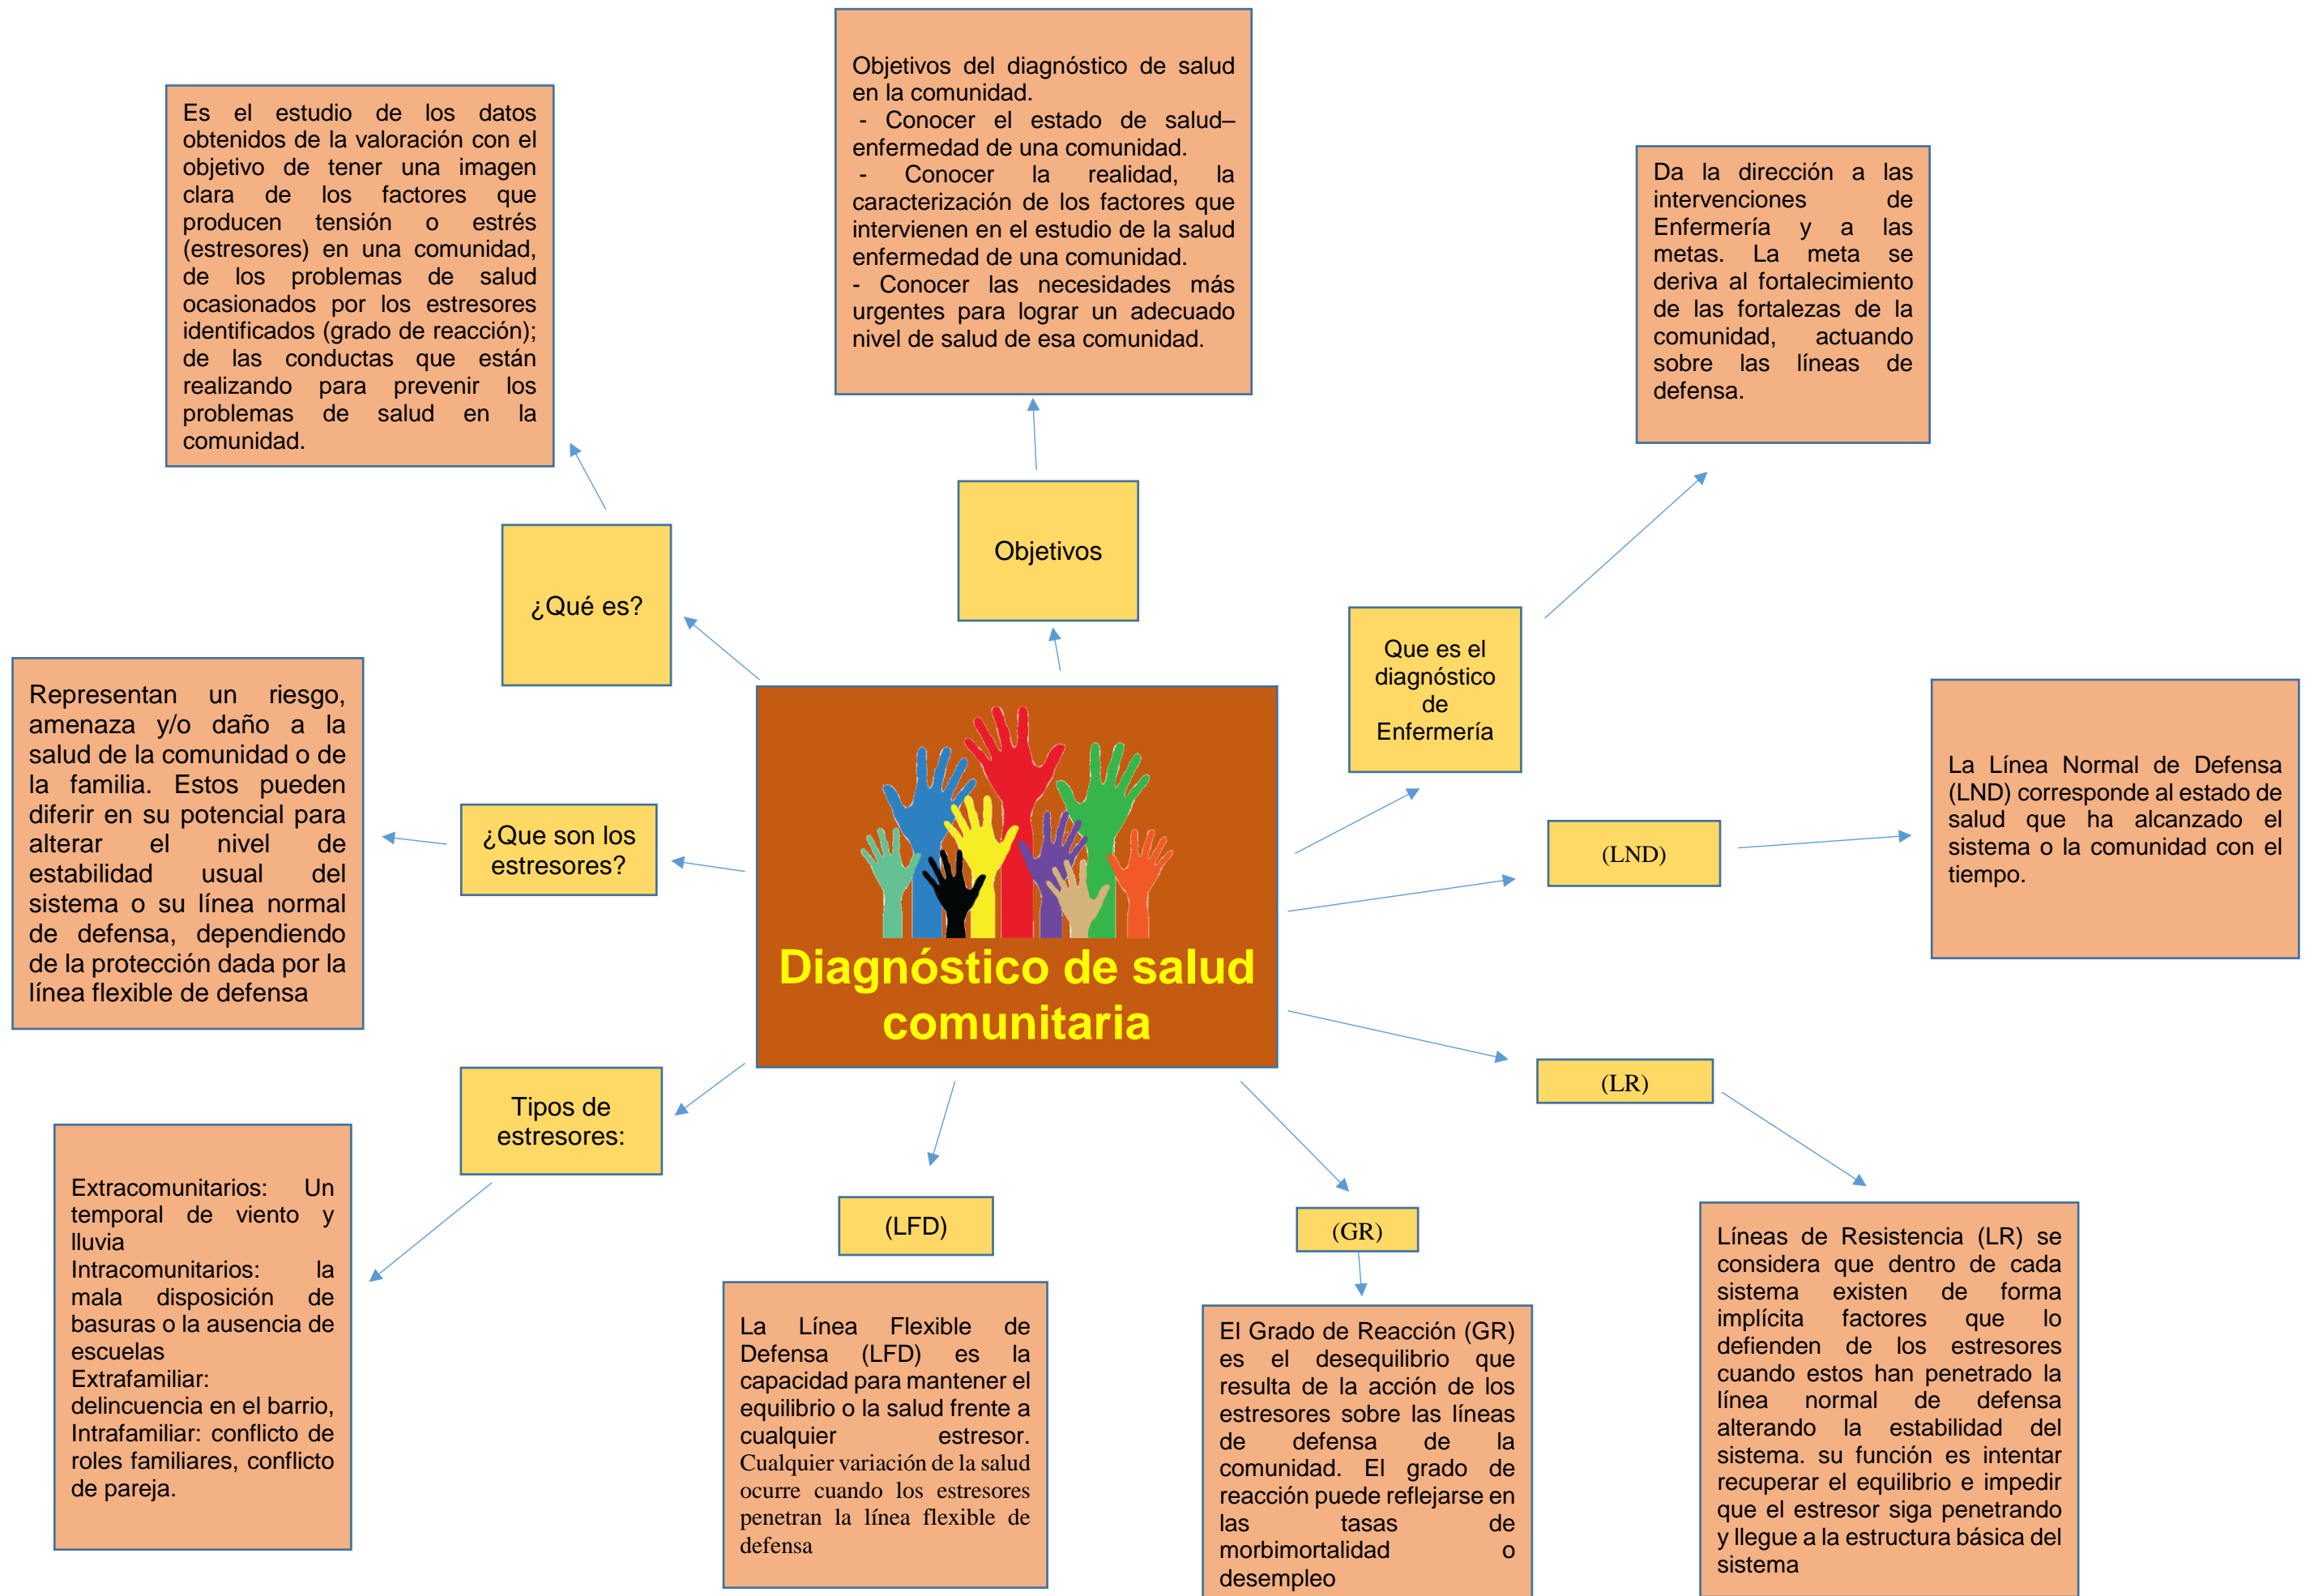 Objetivos del diagnóstico de salud
en la comunidad.
- Conocer el estado de salud–
enfermedad de una comunidad.
- Conocer la realidad, la
caracterización de los factores que
intervienen en el estudio de la salud
enfermedad de una comunidad.
- Conocer las necesidades más
urgentes para lograr un adecuado
nivel de salud de esa comunidad.
Es el estudio de los datos
obtenidos de la valoración con el
objetivo de tener una imagen
clara de los factores que
producen tensión o estrés
(estresores) en una comunidad,
de los problemas de salud
ocasionados por los estresores
identificados (grado de reacción);
de las conductas que están
realizando para prevenir los
problemas de salud en la
comunidad.
Da la dirección a las
intervenciones de
Enfermería y a las
metas. La meta se
deriva al fortalecimiento
de las fortalezas de la
comunidad, actuando
sobre las líneas de
defensa.
Objetivos
¿Qué es?
Que es el
diagnóstico
de
Enfermería
Representan un riesgo,
amenaza y/o daño a la
salud de la comunidad o de
la familia. Estos pueden
diferir en su potencial para
alterar el nivel de
estabilidad usual del
sistema o su línea normal
de defensa, dependiendo
de la protección dada por la
línea flexible de defensa
¿Que son los
estresores?
(LND)
La Línea Normal de Defensa
(LND) corresponde al estado de
salud que ha alcanzado el
sistema o la comunidad con el
tiempo.
Diagnóstico de salud
comunitaria
Tipos de
estresores:
(LR)
Extracomunitarios: Un
temporal de viento y
lluvia
Intracomunitarios: la
mala disposición de
basuras o la ausencia de
escuelas
Extrafamiliar:
delincuencia en el barrio,
Intrafamiliar: conflicto de
roles familiares, conflicto
de pareja.
(LFD)
(GR)
La Línea Flexible de
Defensa (LFD) es la
capacidad para mantener el
equilibrio o la salud frente a
cualquier estresor.
Cualquier variación de la salud
ocurre cuando los estresores
penetran la línea flexible de
defensa
El Grado de Reacción (GR)
es el desequilibrio que
resulta de la acción de los
estresores sobre las líneas
de defensa de la
comunidad. El grado de
reacción puede reflejarse en
las tasas de
morbimortalidad o
desempleo
Líneas de Resistencia (LR) se
considera que dentro de cada
sistema existen de forma
implícita factores que lo
defienden de los estresores
cuando estos han penetrado la
línea normal de defensa
alterando la estabilidad del
sistema. su función es intentar
recuperar el equilibrio e impedir
que el estresor siga penetrando
y llegue a la estructura básica del
sistema